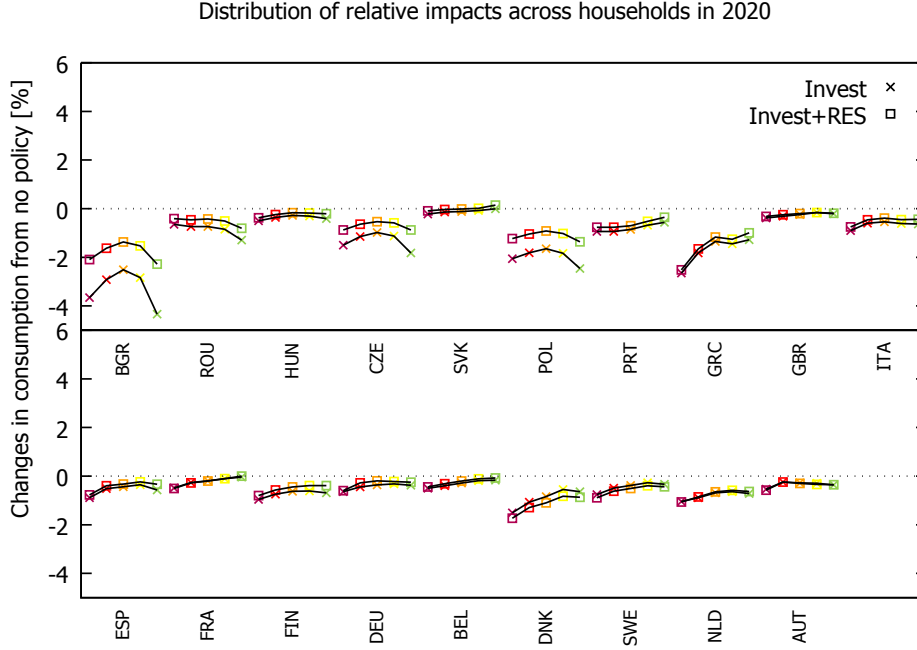 Distribution of relative impacts across households in 2020
Changes in consumption from no policy [%]
6
4
2
0
-2
-4
Invest
Invest+RES
BGR
ROU
HUN
CZE
SVK
POL
PRT
GRC
GBR
ITA
6
4
2
0
-2
-4
ESP
FRA
FIN
DEU
BEL
DNK
SWE
NLD
AUT